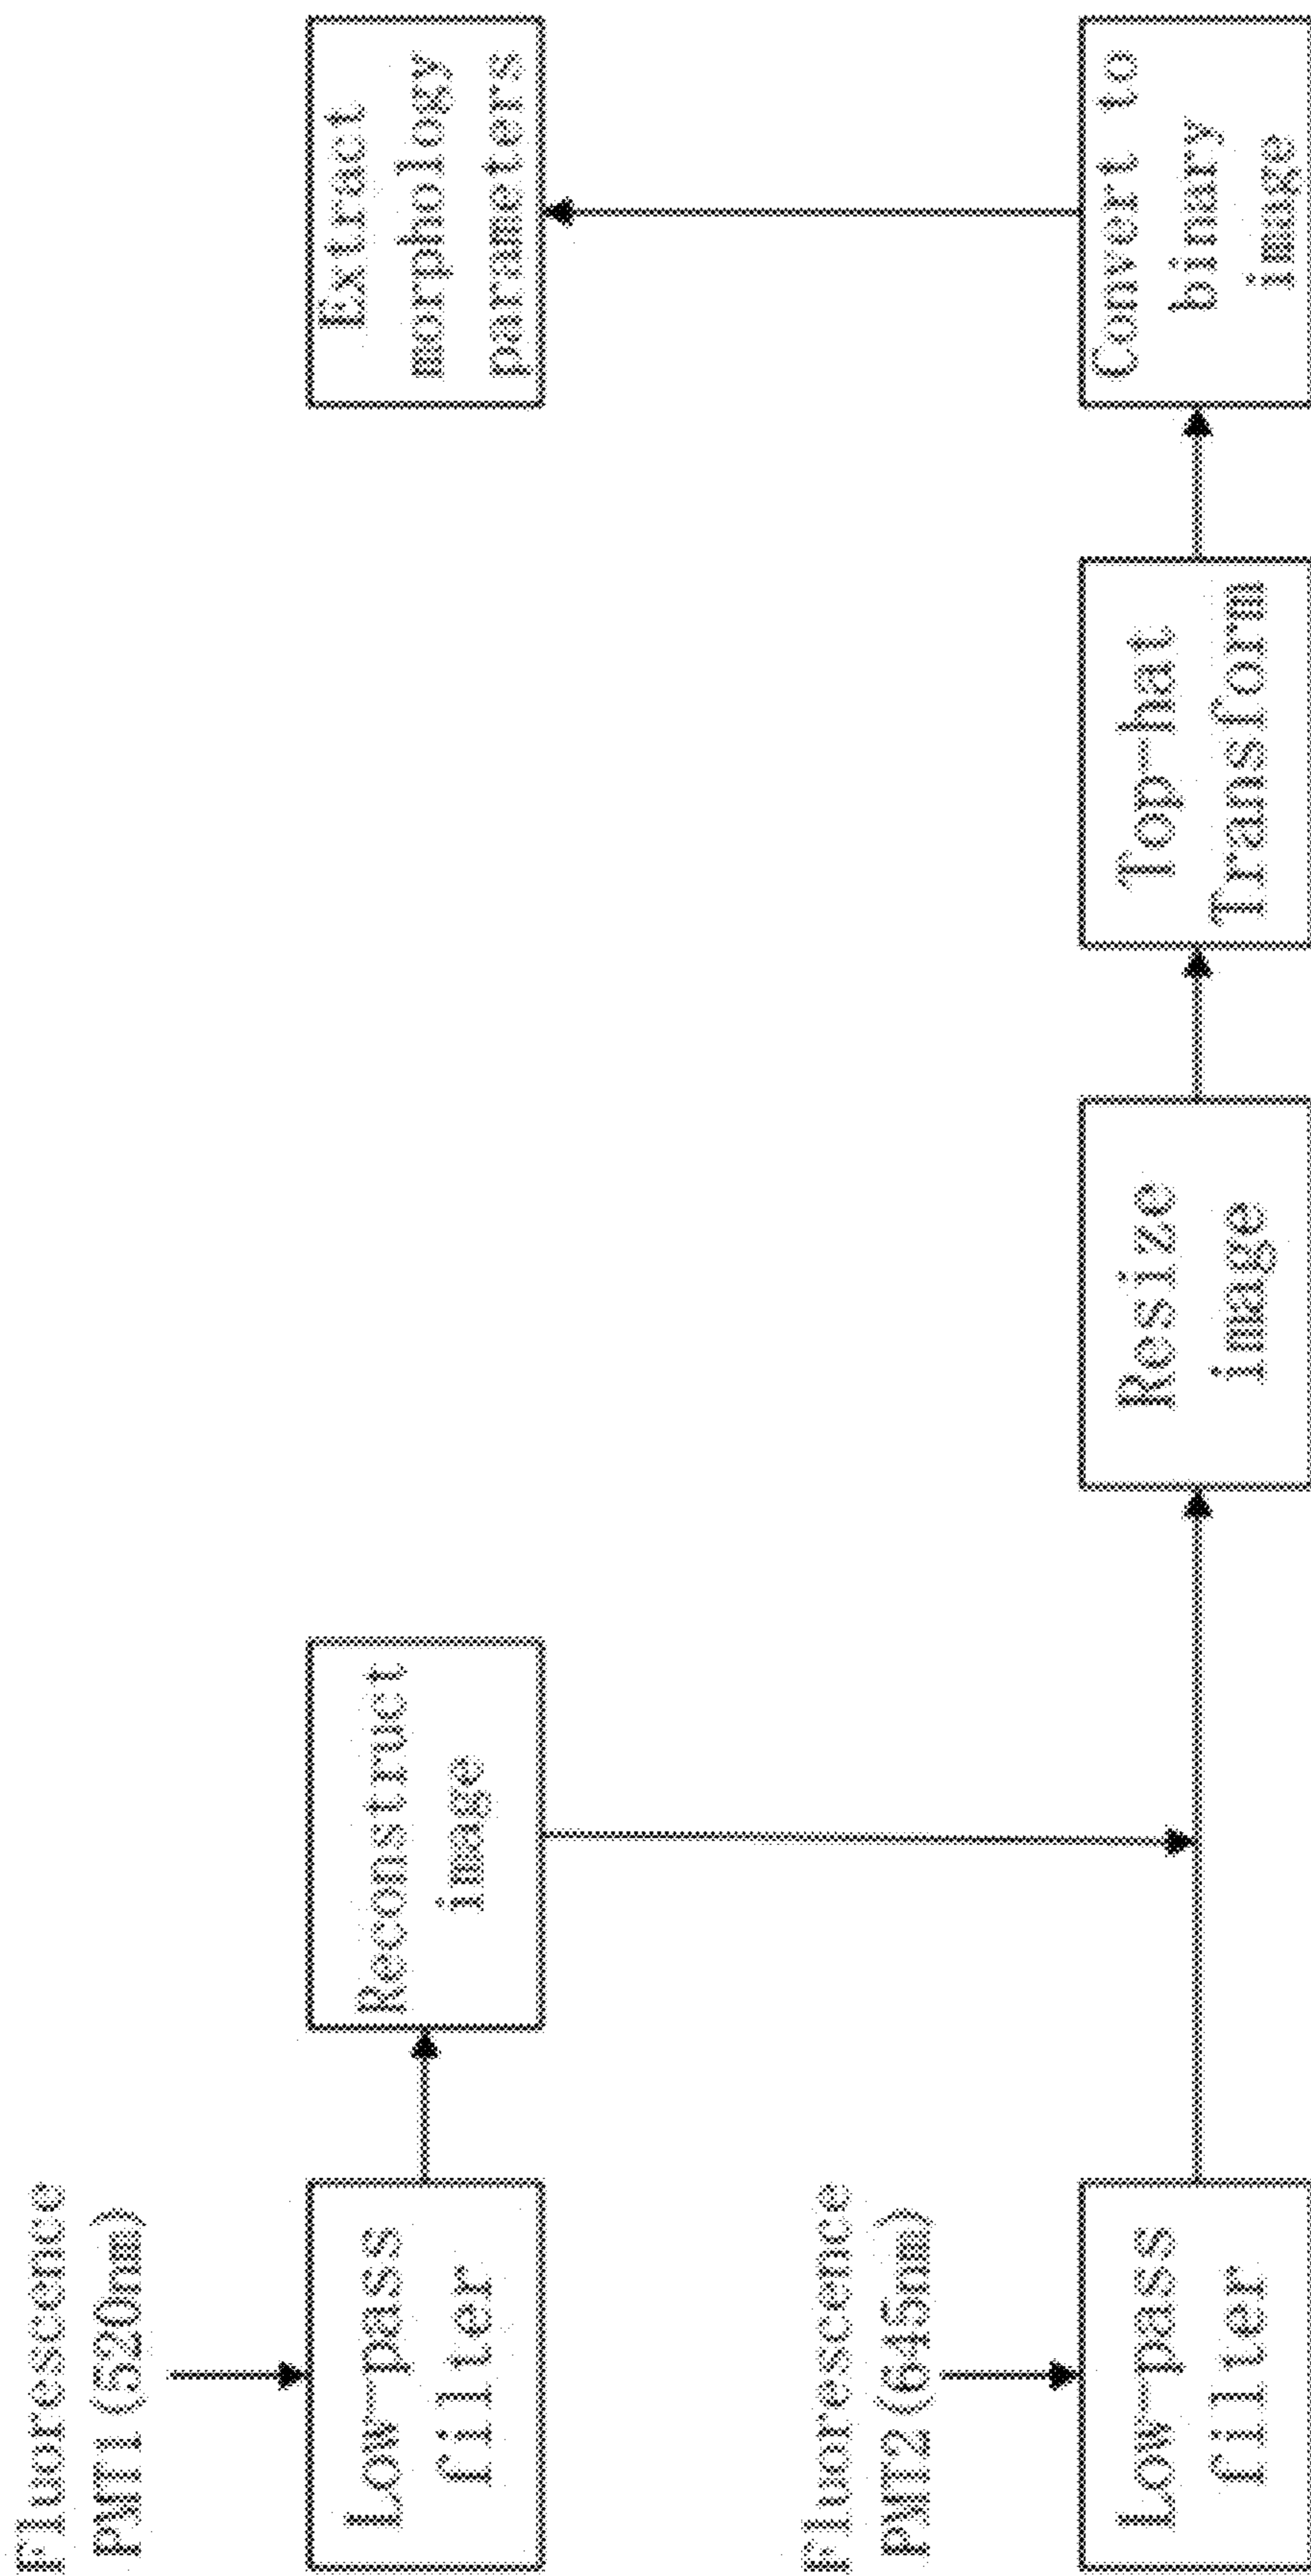 Fluorescence
PMT1(520nm)
Low-pass
filter
Reconstruct
image
Extract
morphology
parameters
Fluorescence
PMT2(645nm)
Low-pass
filter
Resize
image
Top-hat
Transform
Convert to
binary
image